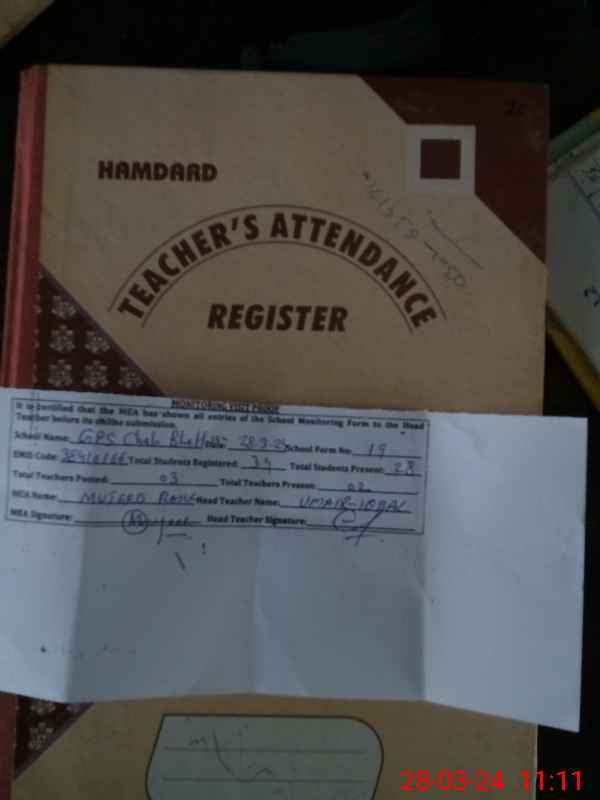 HAMDARD
TEACHER'S ATTENDANCE
REGISTER
MONITORING VISIT PROOF
It is certified that the MEA has shown all entries of the School Monitoring Form to the Head
Teacher before its online submission.
School Name: GPS Chak Date: 28-3-24 School Form No: 19
EMIS Code: Total Students Registered: 34 Total Students Present: 28
Total Teachers Posted: 03 Total Teachers Present: 02
MEA Name: Head Teacher Name: UMAIR IQBAL
MEA Signature: Head Teacher Signature:
28-03-24 11:11